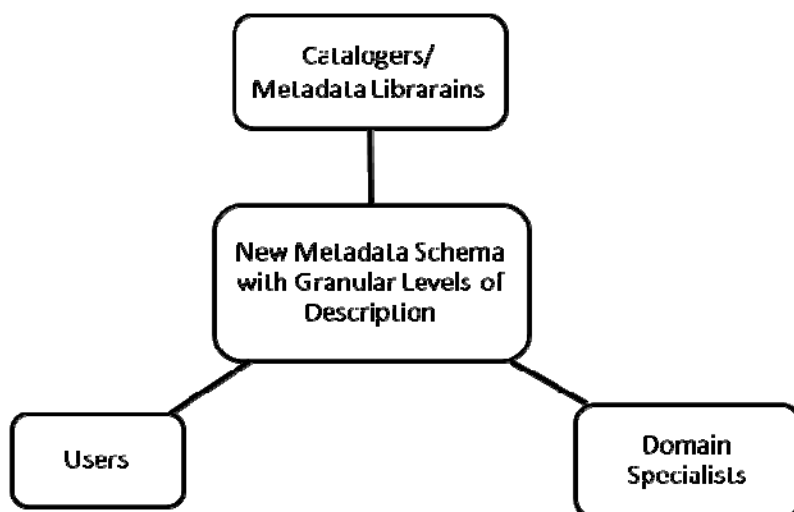 Catalogers/
Metadata Librarains
New Metadata Schema
with Granular Levels of
Description
Users
Domain
Specialists